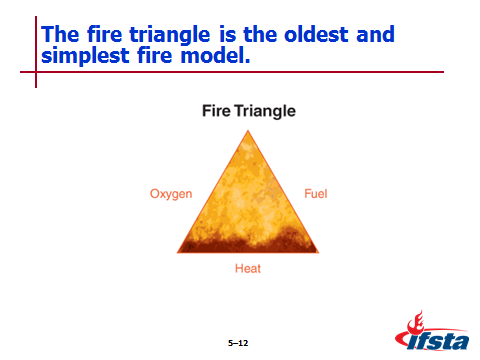 The fire triangle is the oldest and
simplest fire model.
Fire Triangle
Oxygen
Fuel
Heat
5–12
ifsta